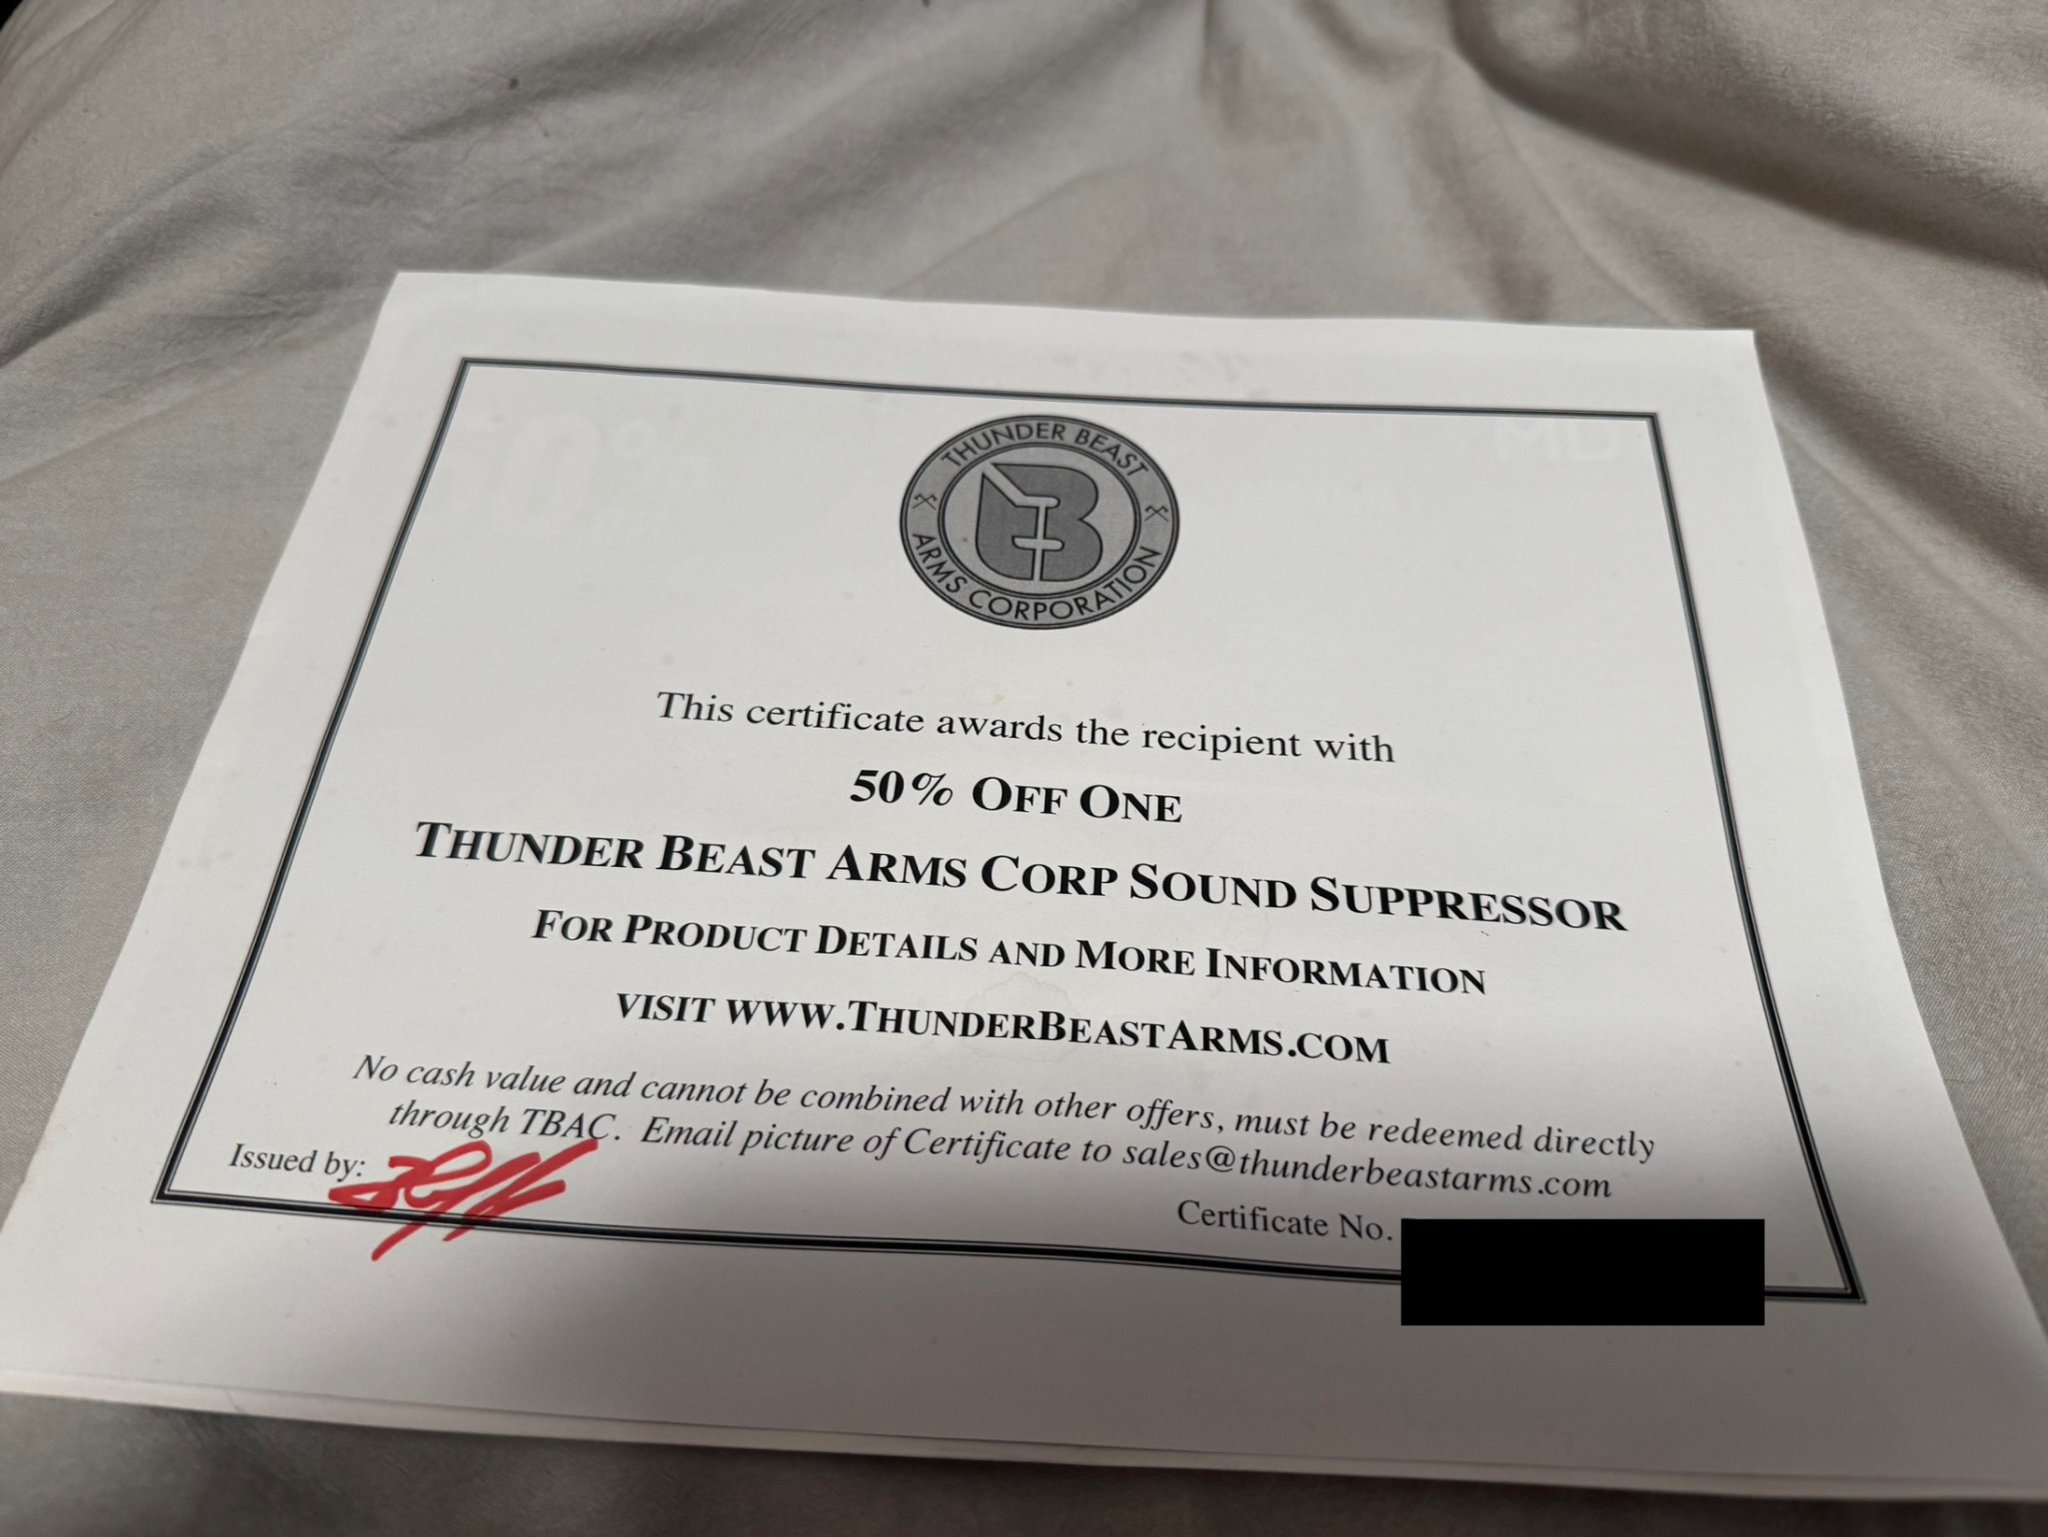 THUNDER BEAST
ARMS CORPORATION
This certificate awards the recipient with
50% OFF ONE
THUNDER BEAST ARMS CORP SOUND SUPPRESSOR
FOR PRODUCT DETAILS AND MORE INFORMATION
VISIT WWW.THUNDERBEASTARMS.COM
No cash value and cannot be combined with other offers, must be redeemed directly
through TBAC. Email picture of Certificate to sales@thunderbeastarms.com
Issued by:
Certificate No.